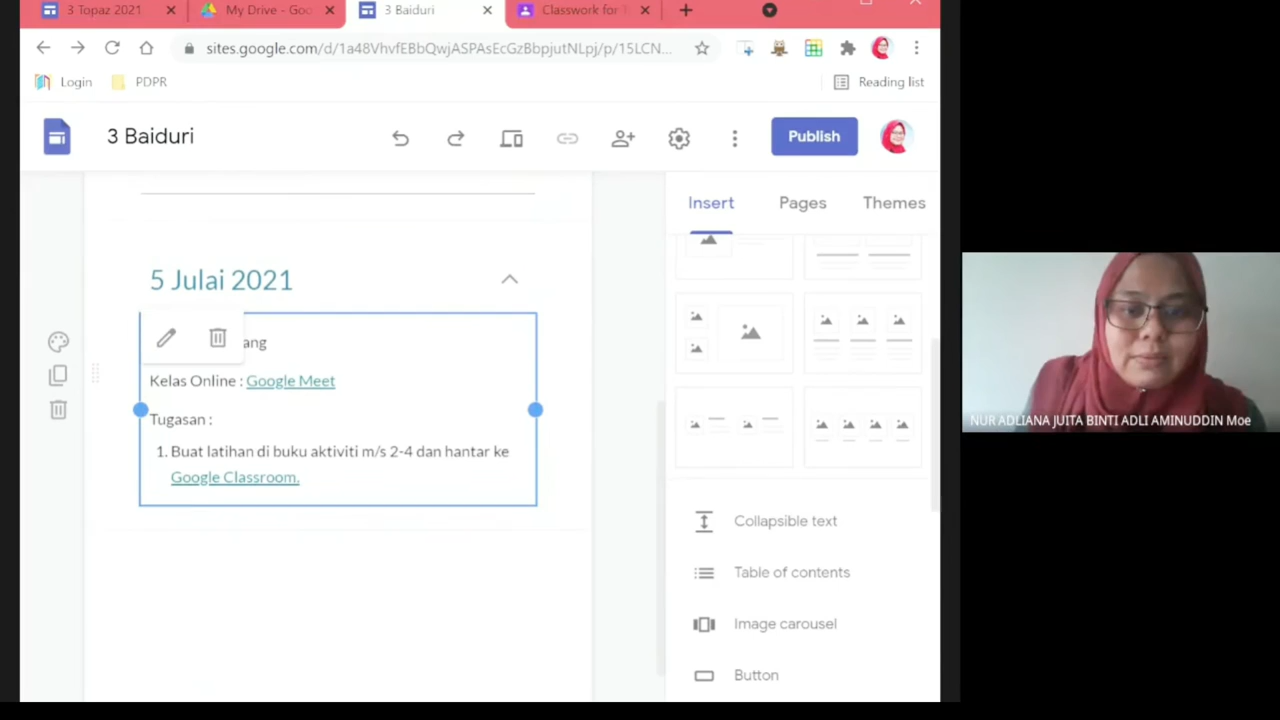 3 Topaz 2021
My Drive - Goo
3 Baiduri
Classwork for T
sites.google.com/d/1a48VhvfEBbQwjASPAsEcGzBbpjutNLpj/p/15LCN...
Login
PDPR
Reading list
3 Baiduri
Publish
Insert
Pages
Themes
5 Julai 2021
ang
Kelas Online : Google Meet
Tugasan :
1. Buat latihan di buku aktiviti m/s 2-4 dan hantar ke
Google Classroom.
Collapsible text
Table of contents
Image carousel
Button
NUR ADLIANA JUITA BINTI ADLI AMINUDDIN Moe